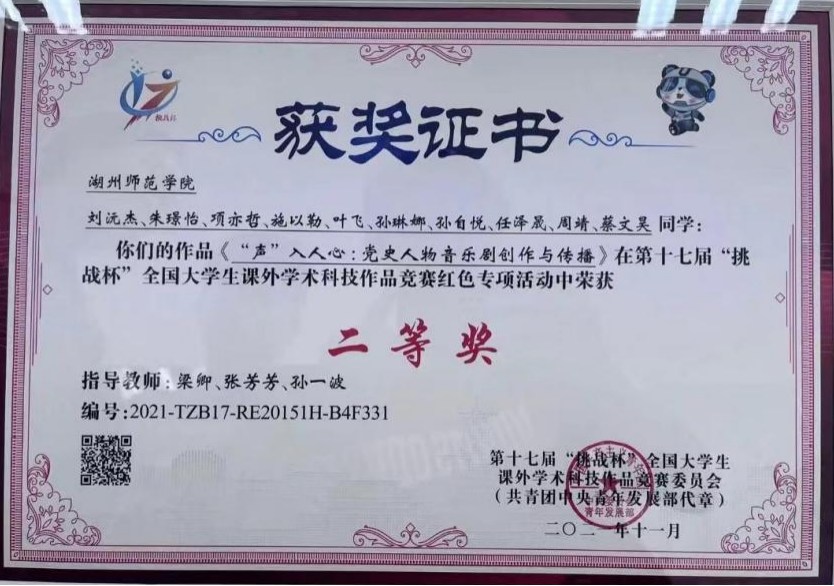 获奖证书
湖州师范学院
刘沅杰、朱璟怡、项亦哲、施以勒、叶飞、孙琳娜、孙自悦、任泽晟、周靖、蔡文昊 同学：
你们的作品《“声”入人心：党史人物音乐剧创作与传播》在第十七届“挑
战杯”全国大学生课外学术科技作品竞赛红色专项活动中荣获
二等奖
指导教师：梁卿、张芳芳、孙一波
编号：2021-TZB17-RE20151H-B4F331
第十七届“挑战杯”全国大学生
课外学术科技作品竞赛委员会
（共青团中央青年发展部代章）
青年发展部
二〇二一年十一月